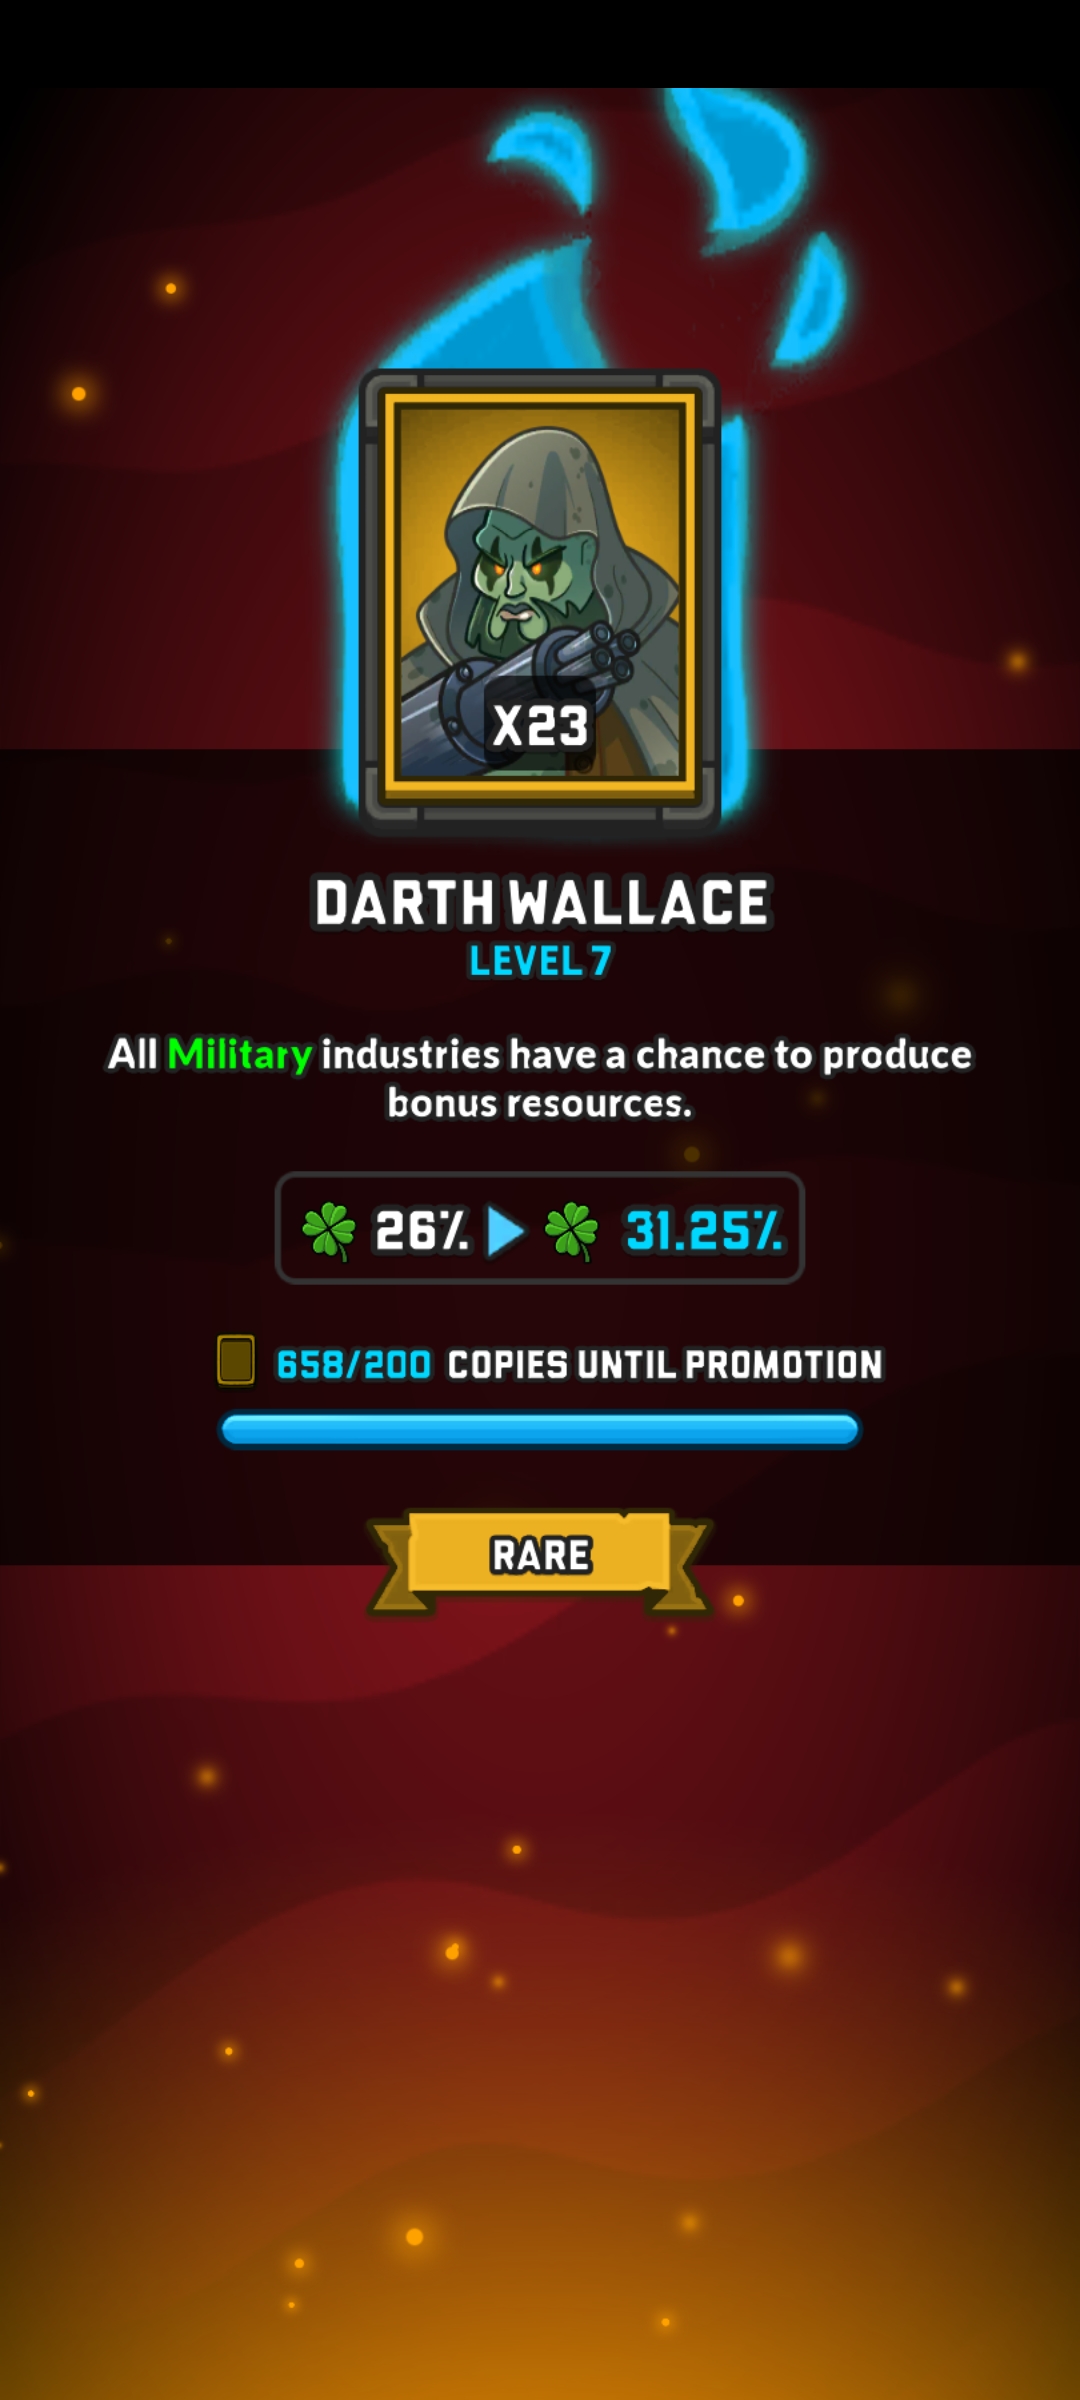 X23
DARTH WALLACE
LEVEL 7
All Military industries have a chance to produce
bonus resources.
26% 31.25%
658/200 COPIES UNTIL PROMOTION
RARE